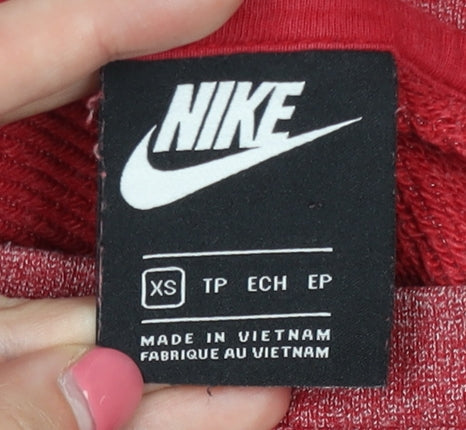 NIKE
XS TP ECH EP
MADE IN VIETNAM
FABRIQUE AU VIETNAM